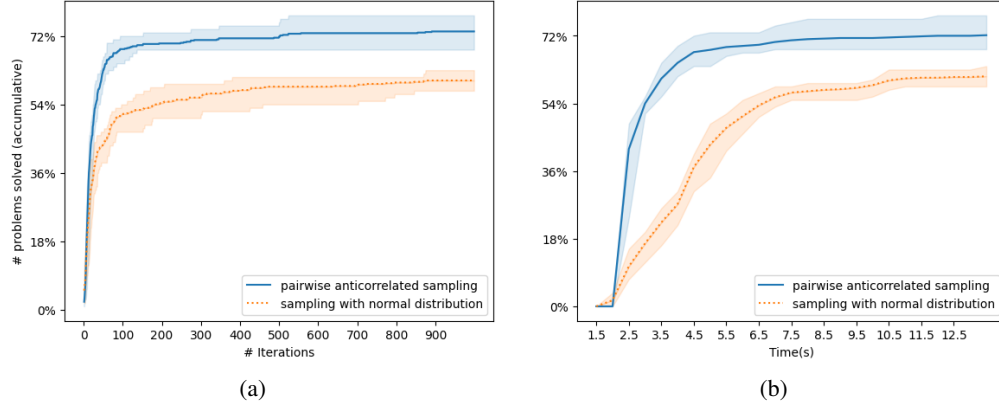 # problems solved (accumulative)
72%
54%
36%
18%
0%
pairwise anticorrelated sampling
sampling with normal distribution
0 100 200 300 400 500 600 700 800 900
# Iterations
(a)
72%
54%
36%
18%
0%
pairwise anticorrelated sampling
sampling with normal distribution
1.5 2.5 3.5 4.5 5.5 6.5 7.5 8.5 9.5 10.5 11.5 12.5
Time(s)
(b)